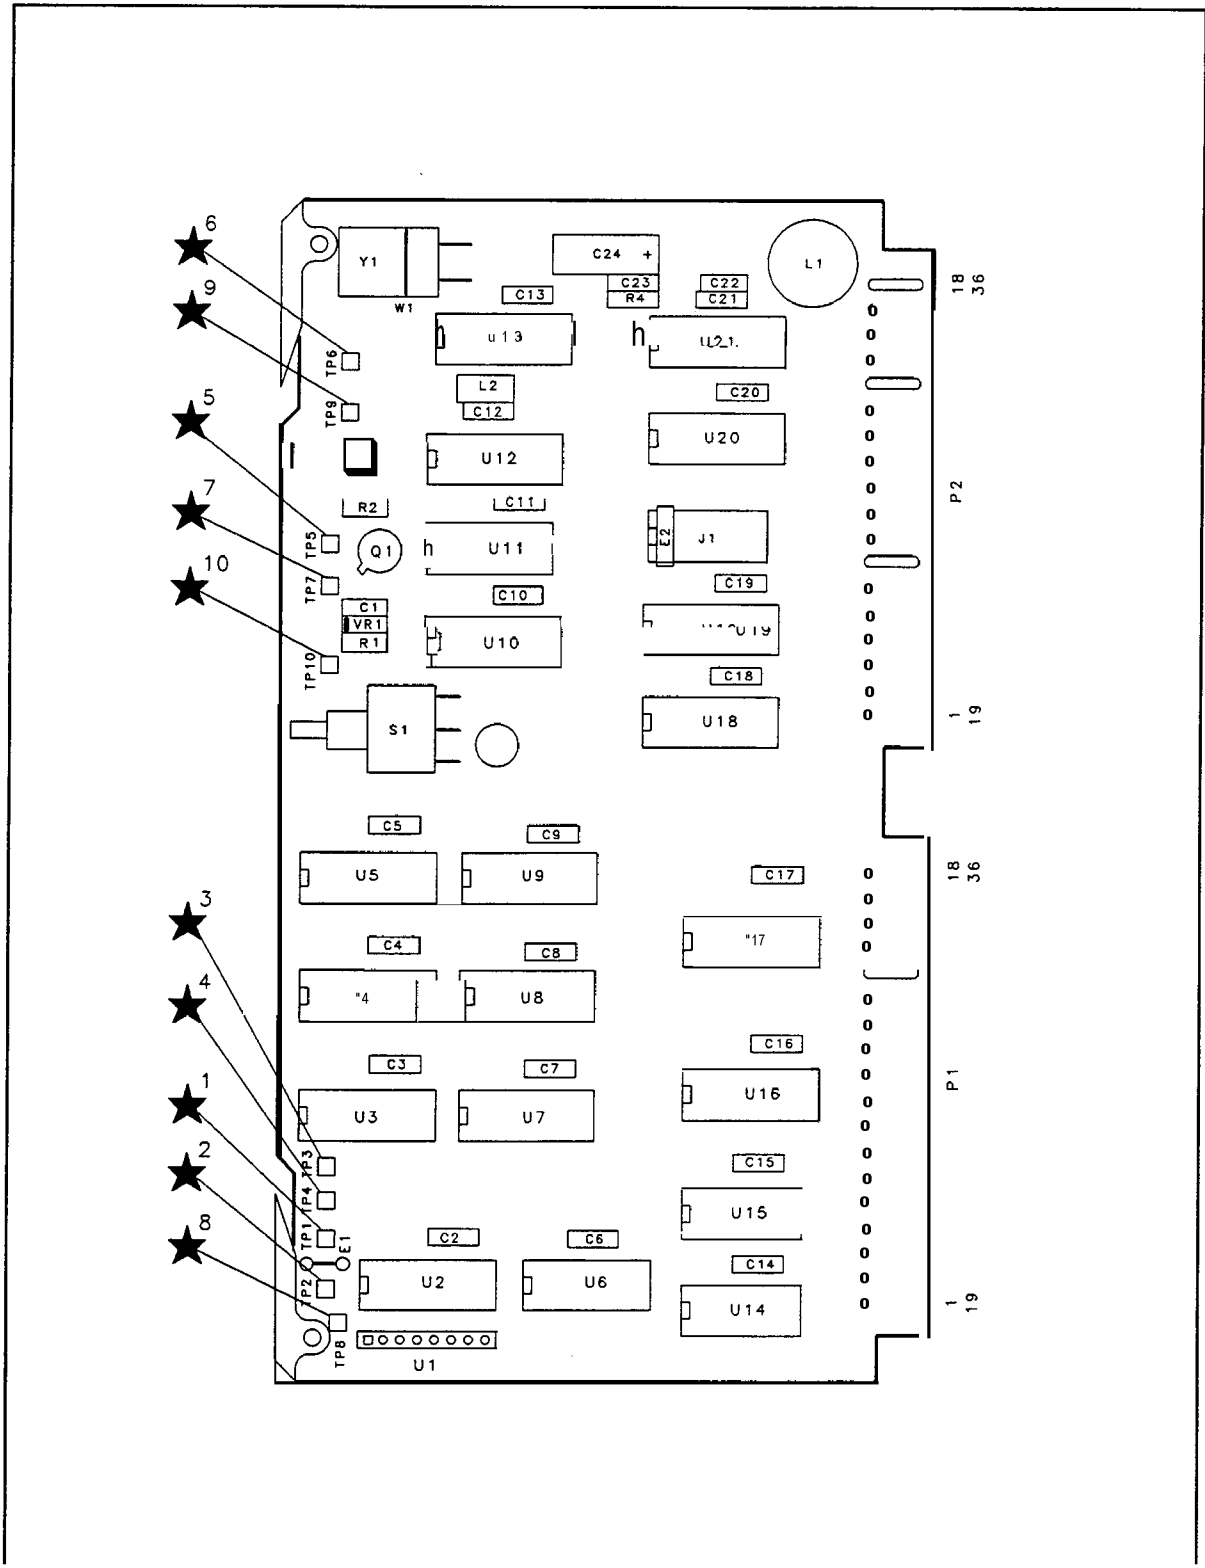 6
9
5
7
10
3
4
1
2
8
Y1
W1
C24 +
C23
R4
C22
C21
L1
18
36
C13
u13
h
TP6
L2
C12
C20
TP9
U20
U12
R2
C11
P2
TP5
Q1
h
U11
E2
J1
TP7
C10
C19
C1
VR1
R1
U10
U19
TP10
C18
S1
U18
1
19
C5
C9
U5
U9
C17
18
36
C4
C8
"17
"4
U8
C3
C7
C16
U3
U7
U16
P1
TP3
C15
TP4
U15
TP1
E1
C2
C6
C14
TP2
U2
U6
U14
1
19
TP8
U1